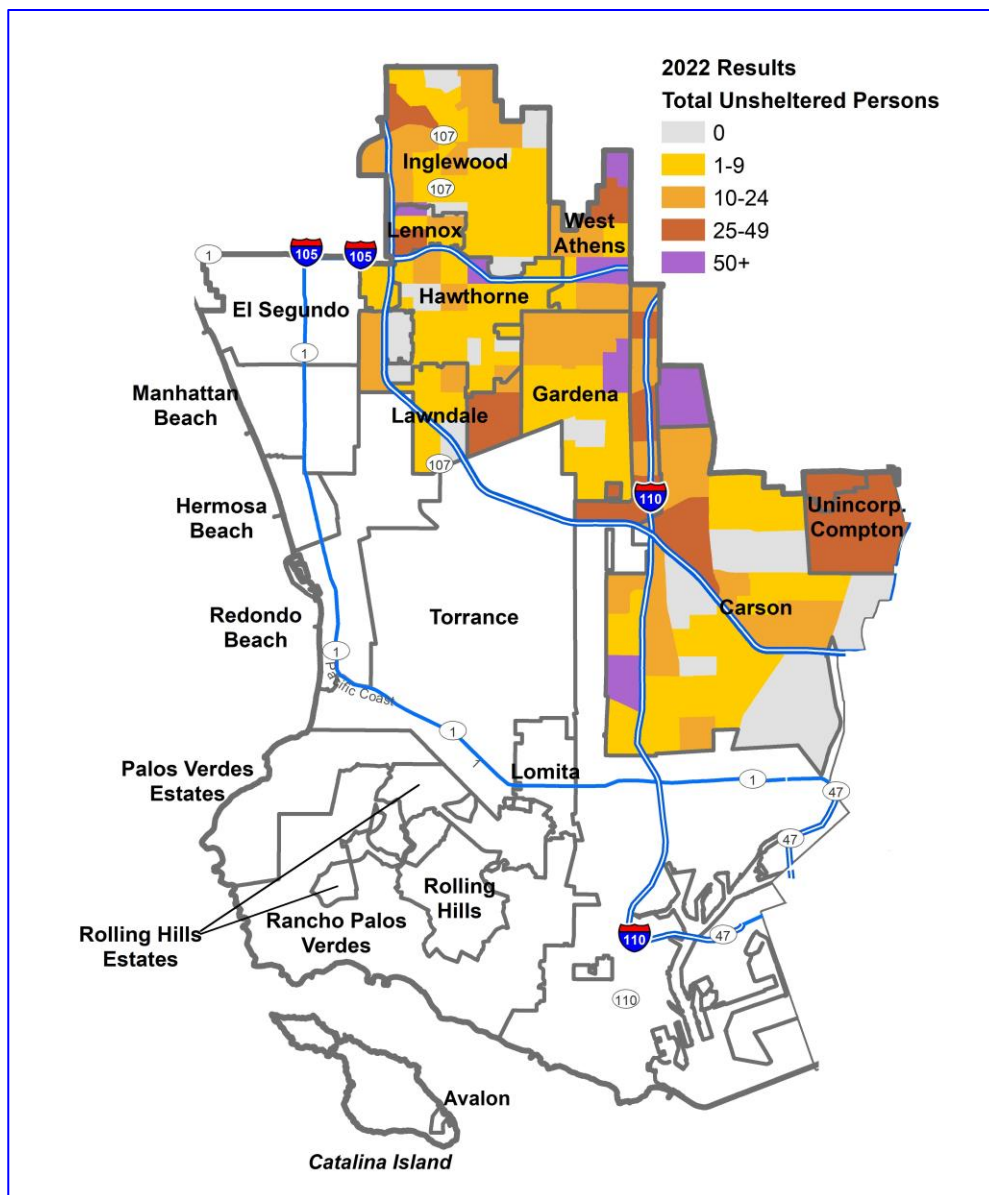 2022 Results
Total Unsheltered Persons
0
1-9
10-24
25-49
50+
107
Inglewood
107
Lennox
West
Athens
1
105
105
Hawthorne
El Segundo
1
Manhattan
Beach
Gardena
Lawndale
107
110
Hermosa
Beach
Unincorp.
Compton
Redondo
Beach
Torrance
Carson
1
Pacific Coast
1
Palos Verdes
Estates
Lomita
1
1
47
47
Rolling
Hills
Rancho Palos
Verdes
Rolling Hills
Estates
110
47
110
Avalon
Catalina Island